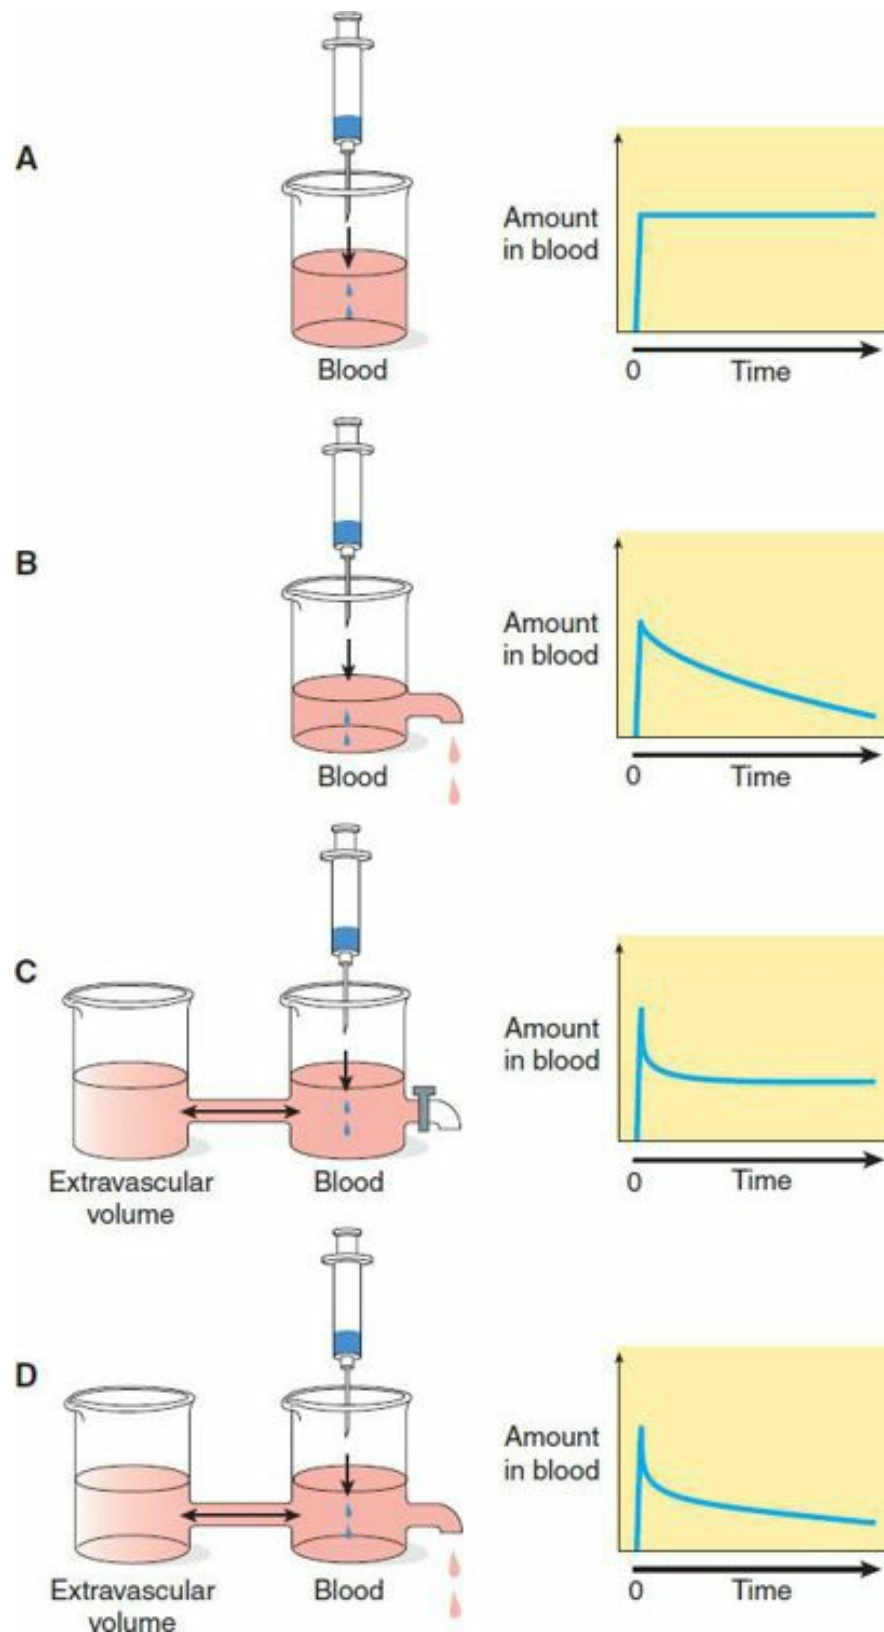 A
Amount
in blood
0
Time
Blood
B
Amount
in blood
0
Time
Blood
C
Amount
in blood
0
Time
Extravascular
volume
Blood
D
Amount
in blood
0
Time
Extravascular
volume
Blood